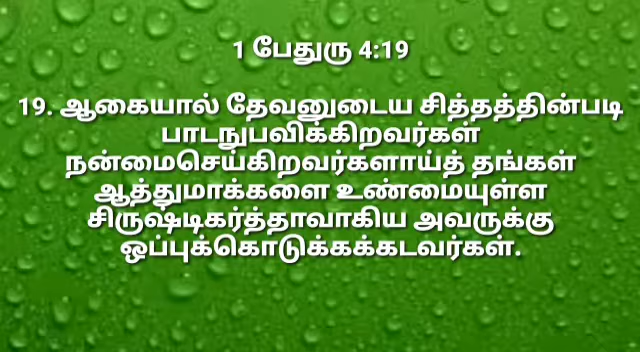 1 பேதுரு 4:19
19. ஆகையால் தேவனுடைய சித்தத்தின்படி
பாடநுபவிக்கிறவர்கள்
நன்மைசெய்கிறவர்களாய்த் தங்கள்
ஆத்துமாக்களை உண்மையுள்ள
சிருஷ்டிகர்த்தாவாகிய அவருக்கு
ஒப்புக்கொடுக்கக்கடவர்கள்.